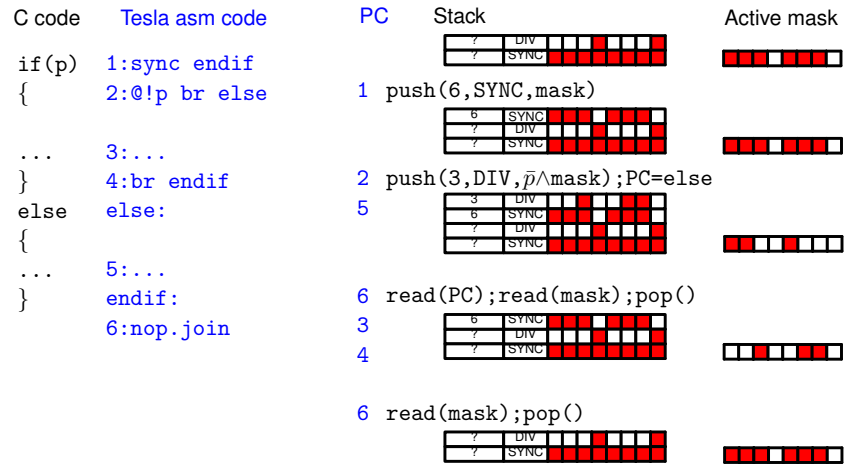 C code Tesla asm code PC Stack Active mask
? DIV
? SYNC
if(p) 1:sync endif
{ 2:@!p br else 1 push(6,SYNC,mask)
6 SYNC
? DIV
? SYNC
... 3:...
} 4:br endif 2 push(3,DIV,p̄∧mask);PC=else
else else: 5
3 DIV
6 SYNC
? DIV
? SYNC
{
... 5:...
} endif: 6 read(PC);read(mask);pop()
6:nop.join 3
4
6 SYNC
? DIV
? SYNC
6 read(mask);pop()
? DIV
? SYNC